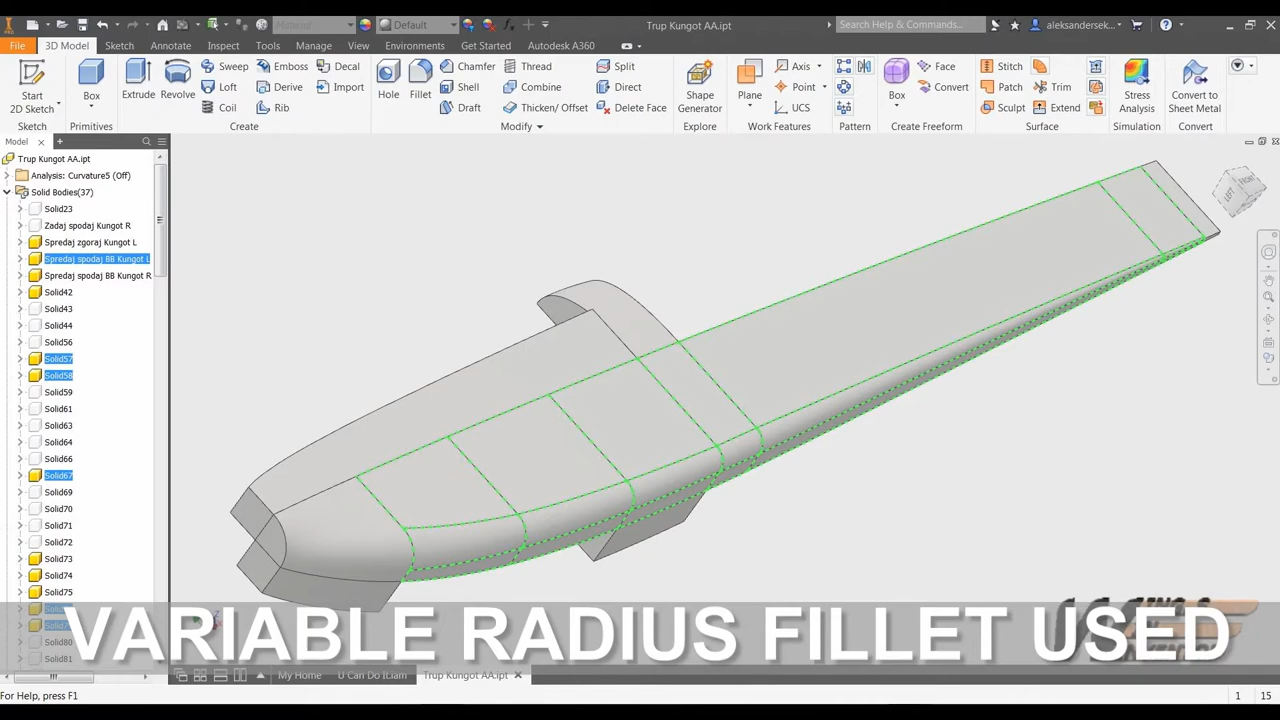 Material
Default
Trup Kungot AA.ipt
Search Help & Commands...
aleksandersek...
File
3D Model
Sketch
Annotate
Inspect
Tools
Manage
View
Environments
Get Started
Autodesk A360
Start
2D Sketch
Sketch
Box
Primitives
Extrude
Revolve
Sweep
Loft
Coil
Emboss
Derive
Rib
Decal
Import
Create
Hole
Fillet
Chamfer
Shell
Draft
Thread
Combine
Thicken/ Offset
Split
Direct
Delete Face
Modify
Shape
Generator
Explore
Plane
Axis
Point
UCS
Work Features
Pattern
Box
Face
Convert
Create Freeform
Stitch
Patch
Sculpt
Trim
Extend
Surface
Stress
Analysis
Simulation
Convert to
Sheet Metal
Convert
Model
Trup Kungot AA.ipt
Analysis: Curvature5 (Off)
Solid Bodies(37)
Solid23
Zadaj spodaj Kungot R
Spredaj zgoraj Kungot L
Spredaj spodaj BB Kungot L
Spredaj spodaj BB Kungot R
Solid42
Solid43
Solid44
Solid56
Solid57
Solid58
Solid59
Solid61
Solid63
Solid64
Solid66
Solid67
Solid69
Solid70
Solid71
Solid72
Solid73
Solid74
Solid75
Solid80
Solid81
VARIABLE RADIUS FILLET USED
My Home
U Can Do It.iam
Trup Kungot AA.ipt
For Help, press F1
1
15